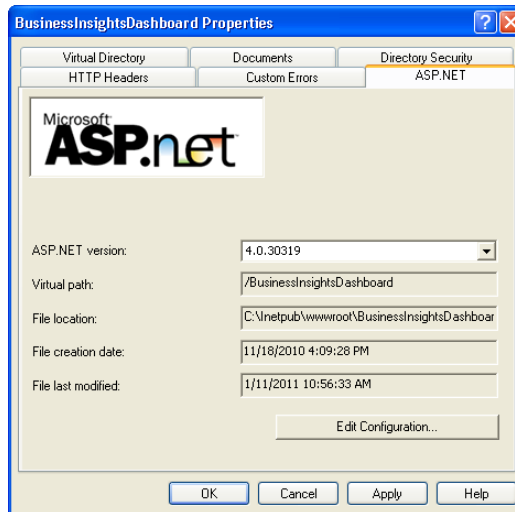 BusinessInsightsDashboard Properties
Virtual Directory Documents Directory Security
HTTP Headers Custom Errors ASP.NET
Microsoft
ASP.net
ASP.NET version: 4.0.30319
Virtual path: /BusinessInsightsDashboard
File location: C:\Inetpub\wwwroot\BusinessInsightsDashboar
File creation date: 11/18/2010 4:09:28 PM
File last modified: 1/11/2011 10:56:33 AM
Edit Configuration...
OK Cancel Apply Help